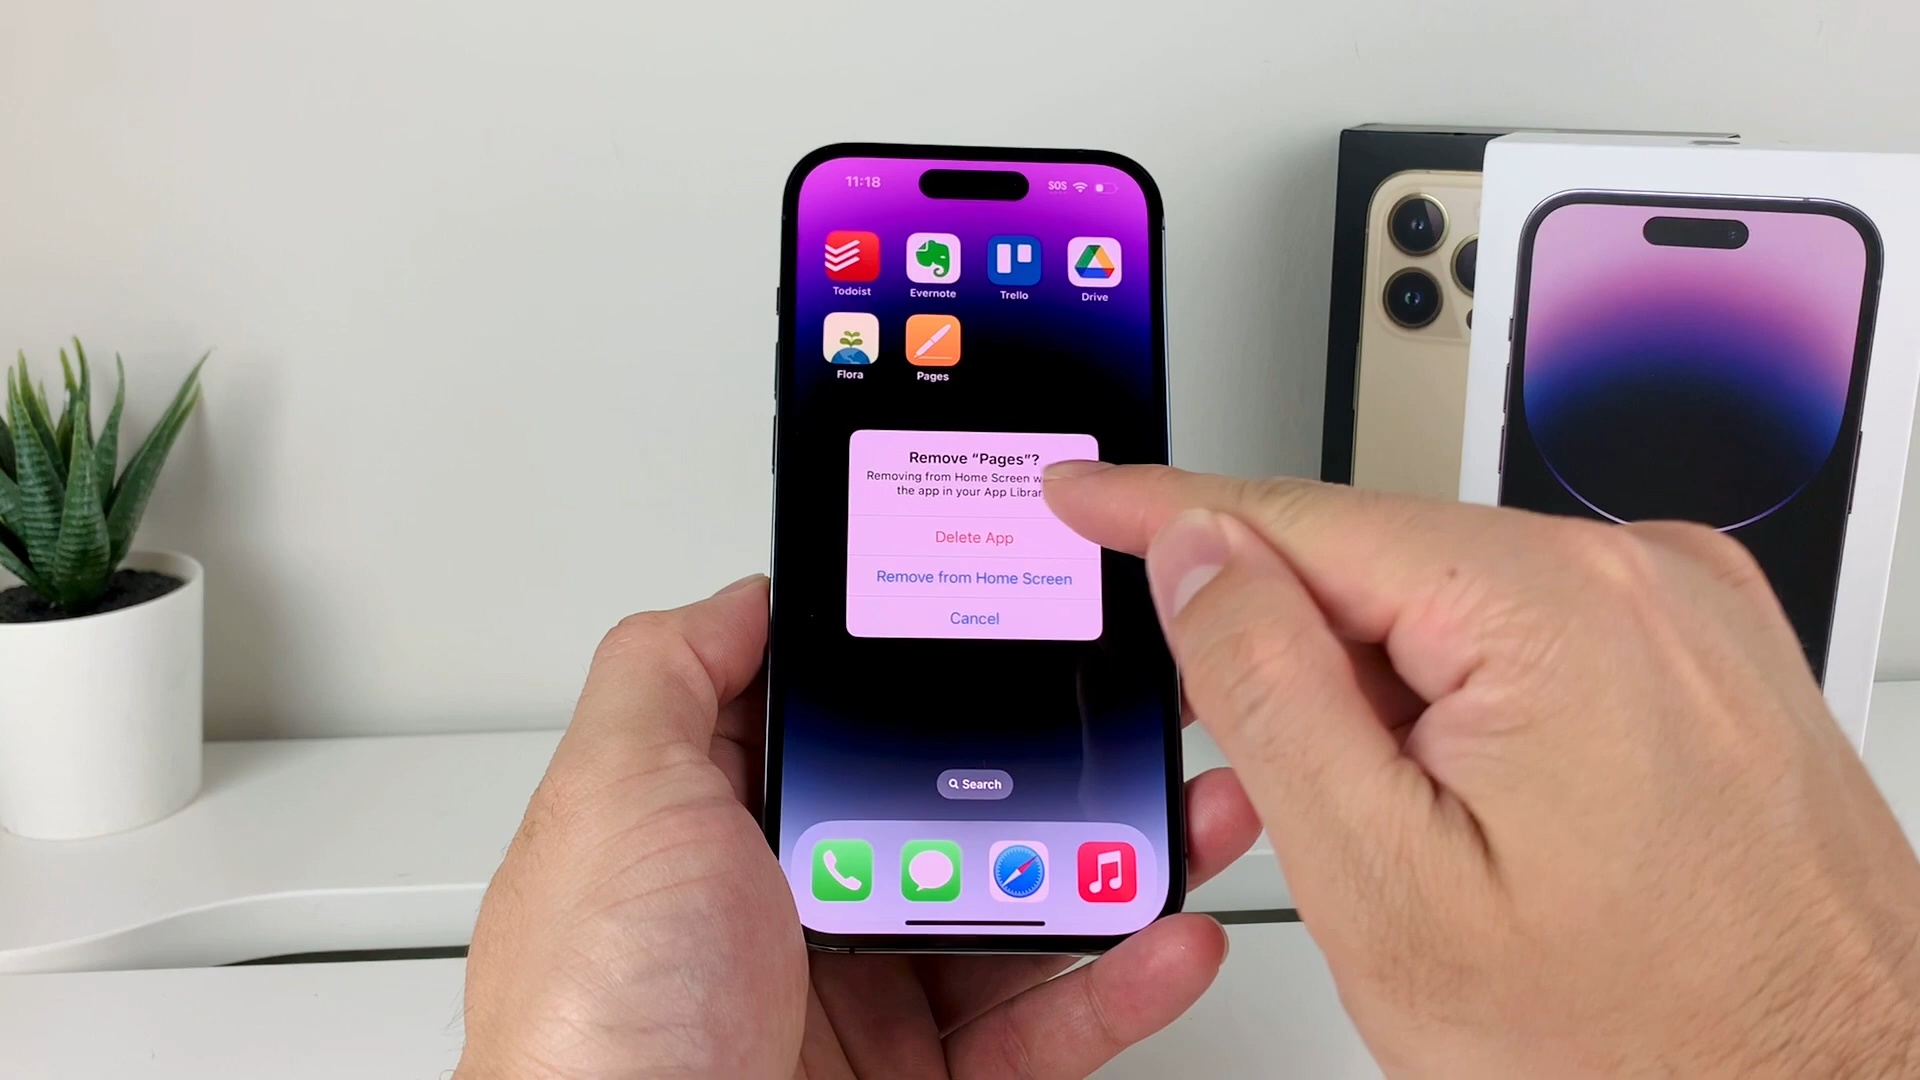 11:18 SOS
Todoist Evernote Trello Drive
Flora Pages
Remove “Pages”?
Removing from Home Screen
the app in your App
Delete App
Remove from Home Screen
Cancel
Search